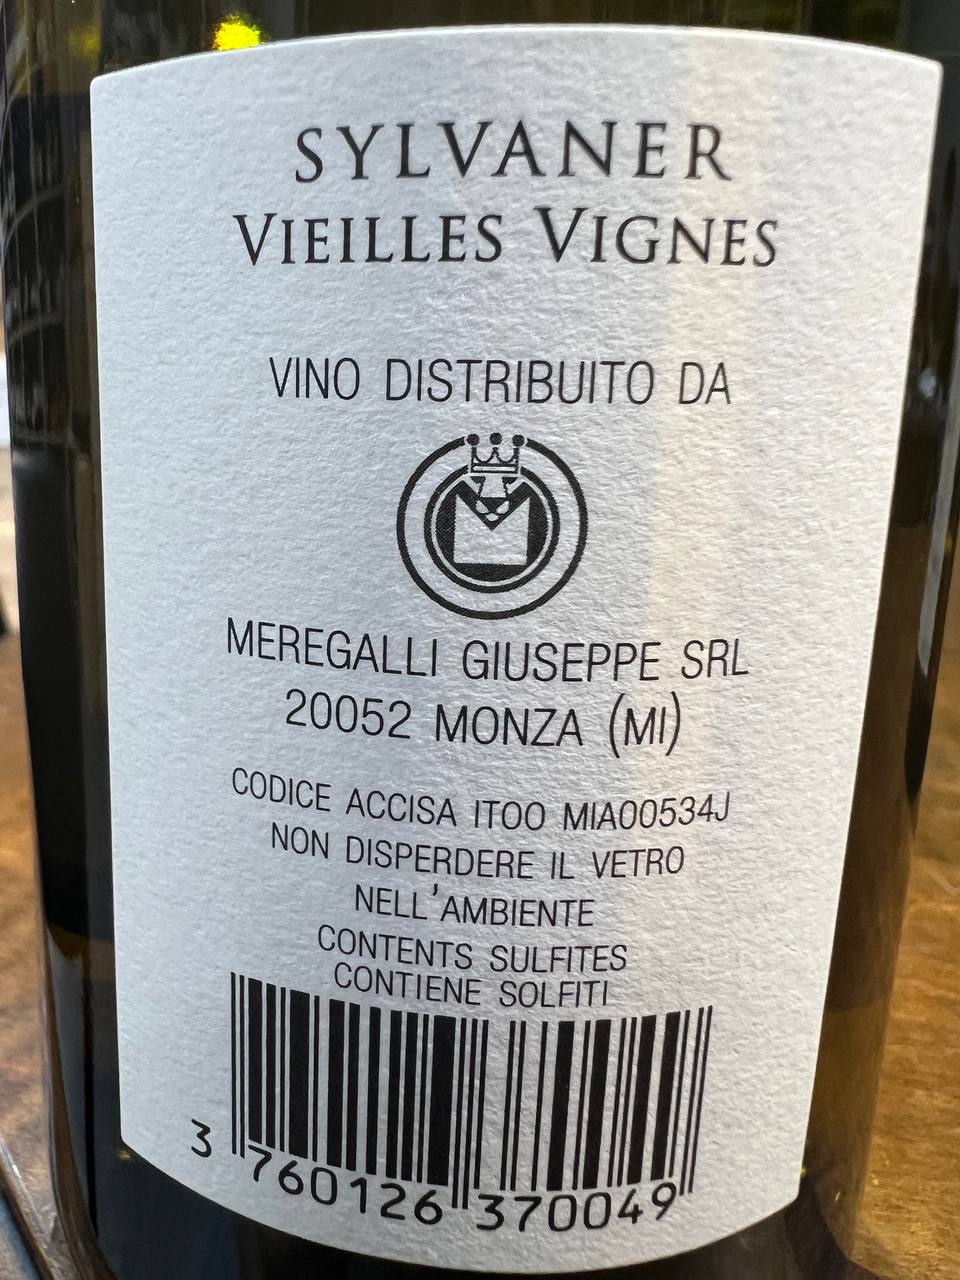 SYLVANER
VIEILLES VIGNES
VINO DISTRIBUITO DA
M
MEREGALLI GIUSEPPE SRL
20052 MONZA (MI)
CODICE ACCISA ITOO MIA00534J
NON DISPERDERE IL VETRO
NELL'AMBIENTE
CONTENTS SULFITES
CONTIENE SOLFITI
3 760126 370049